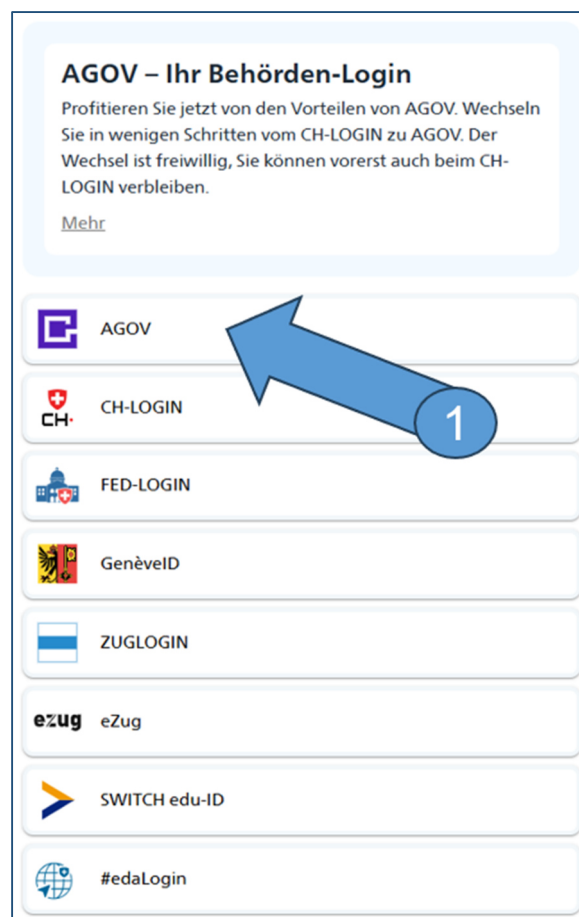 AGOV – Ihr Behörden-Login
Profitieren Sie jetzt von den Vorteilen von AGOV. Wechseln
Sie in wenigen Schritten vom CH-LOGIN zu AGOV. Der
Wechsel ist freiwillig, Sie können vorerst auch beim CH-
LOGIN verbleiben.
Mehr
AGOV
1
CH.
CH-LOGIN
FED-LOGIN
GenèveID
ZUGLOGIN
ezug eZug
SWITCH edu-ID
#edaLogin